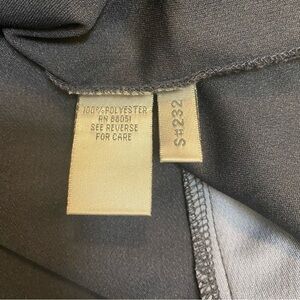 100% POLYESTER
RN 88051
SEE REVERSE
FOR CARE
S#232